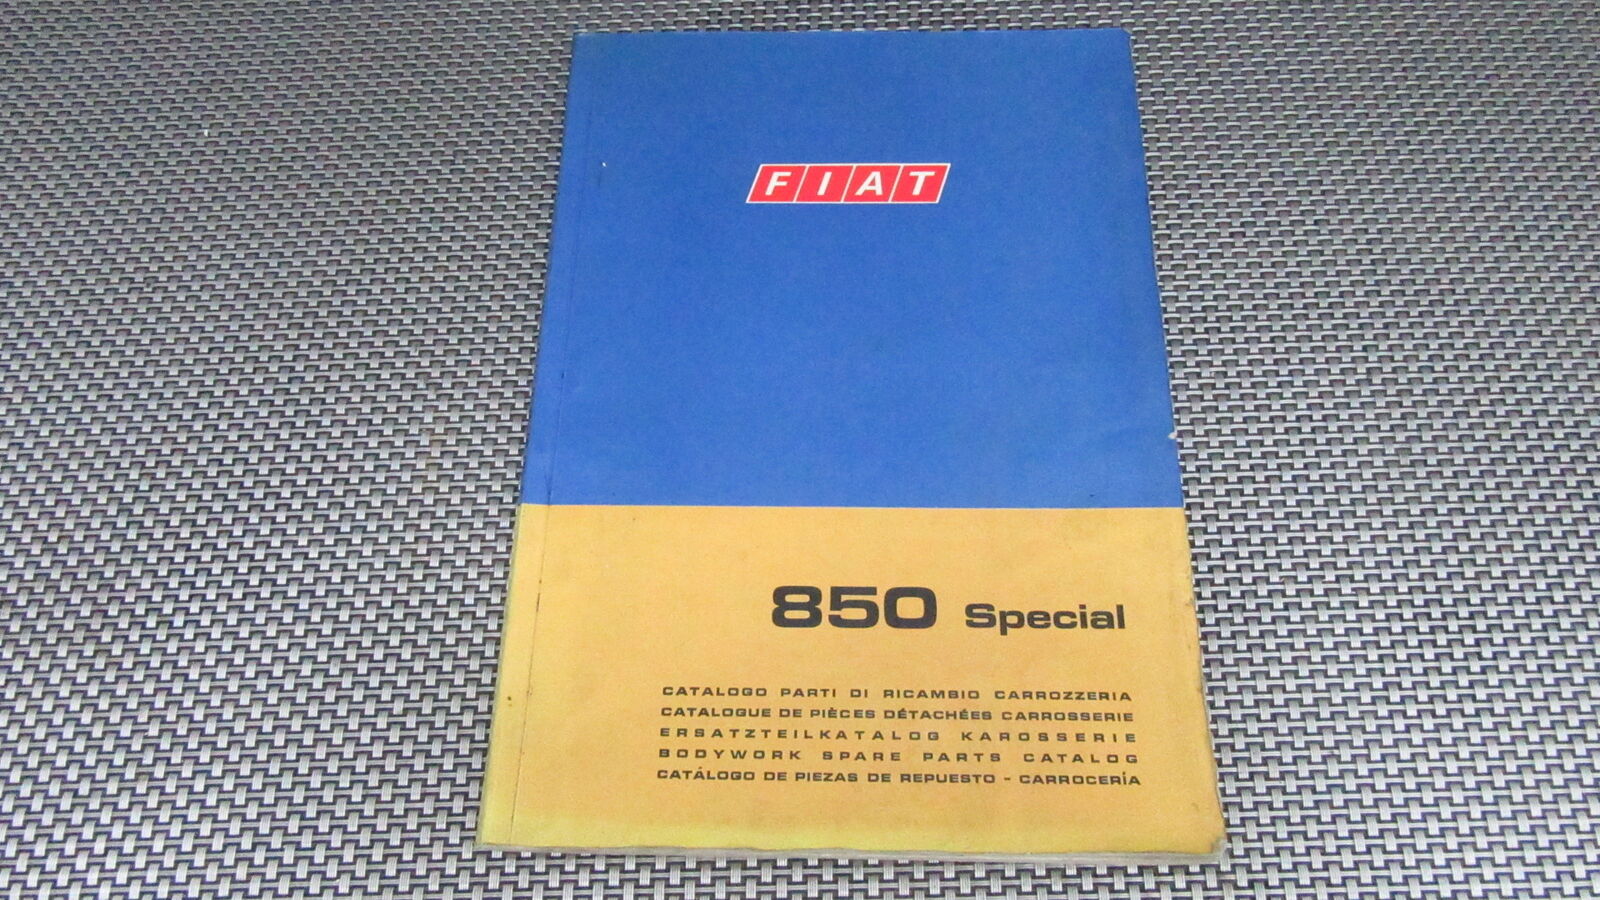 FIAT
850 Special
CATALOGO PARTI DI RICAMBIO CARROZZERIA
CATALOGUE DE PIÈCES DÉTACHÉES CARROSSERIE
ERSATZTEILKATALOG KAROSSERIE
BODYWORK SPARE PARTS CATALOG
CATÁLOGO DE PIEZAS DE REPUESTO - CARROCERÍA